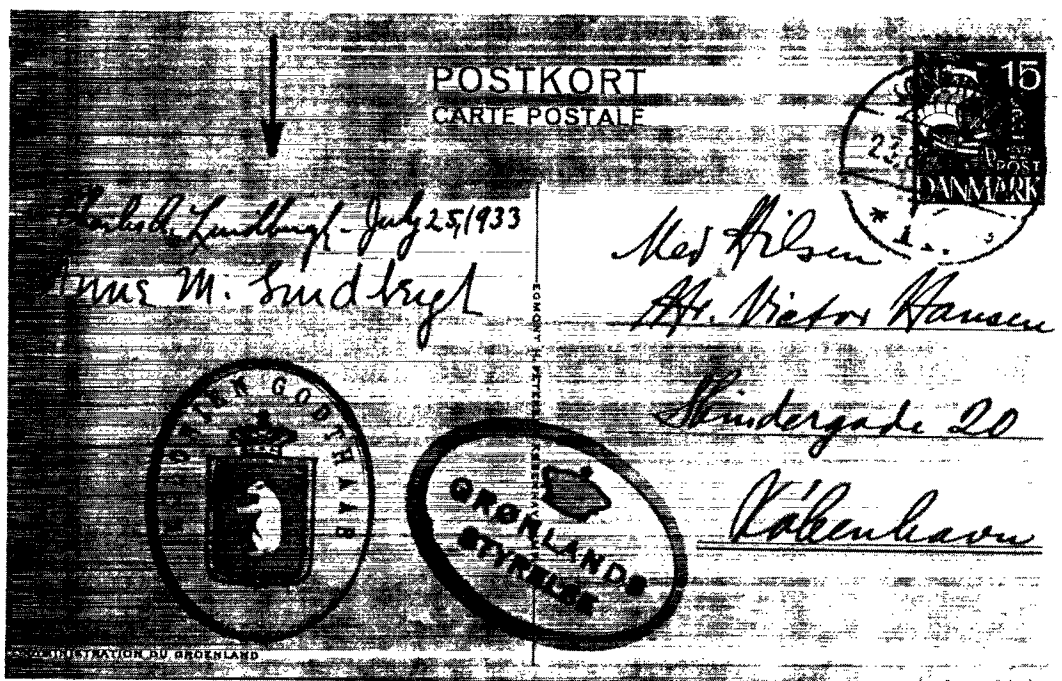 POSTKORT
CARTE POSTALE
15
POST
DANMARK
Charles A. Lindbergh - July 25, 1933
Anne M. Lindbergh
Med Hilsen
Hr. Victor Hansen
20
København
GODTHAAB
GRØNLANDS
STYRELSE
ADMINISTRATION DU GROENLAND